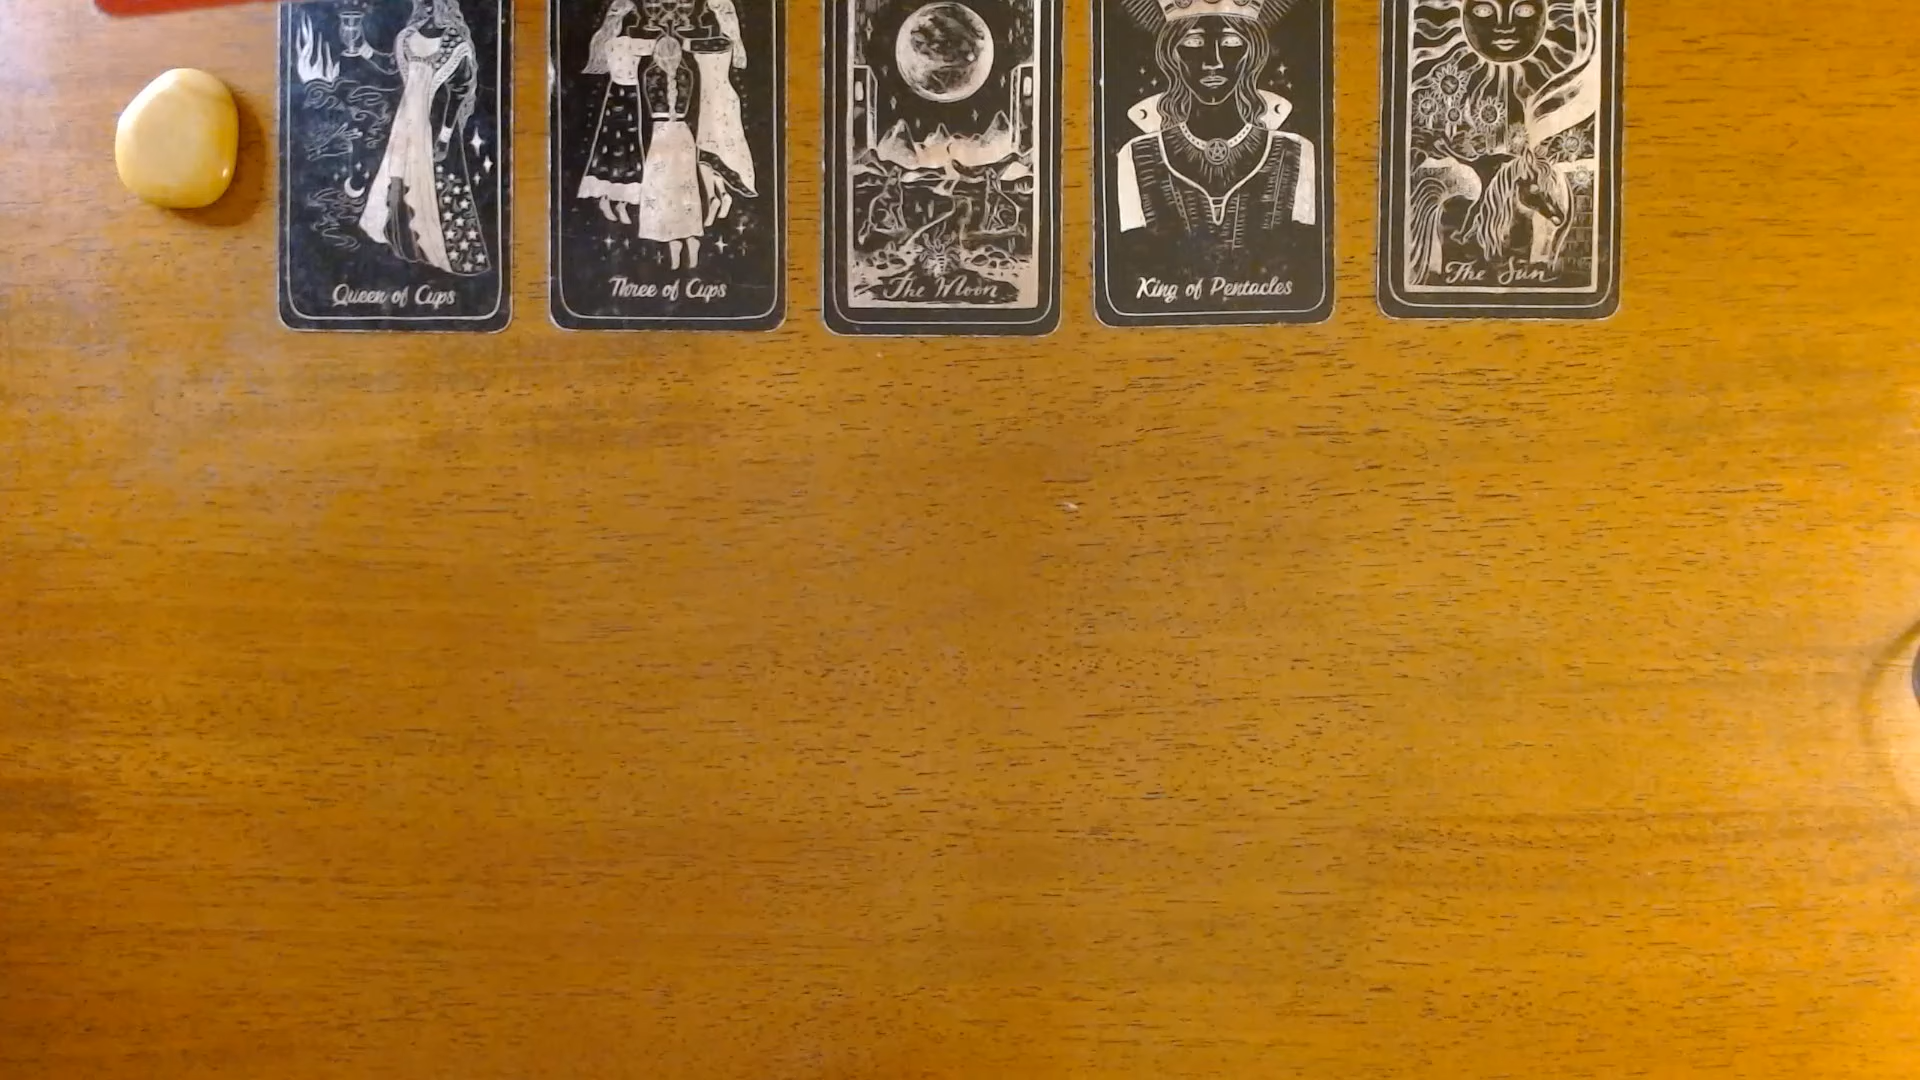 Queen of Cups
Three of Cups
The Moon
King of Pentacles
The Sun